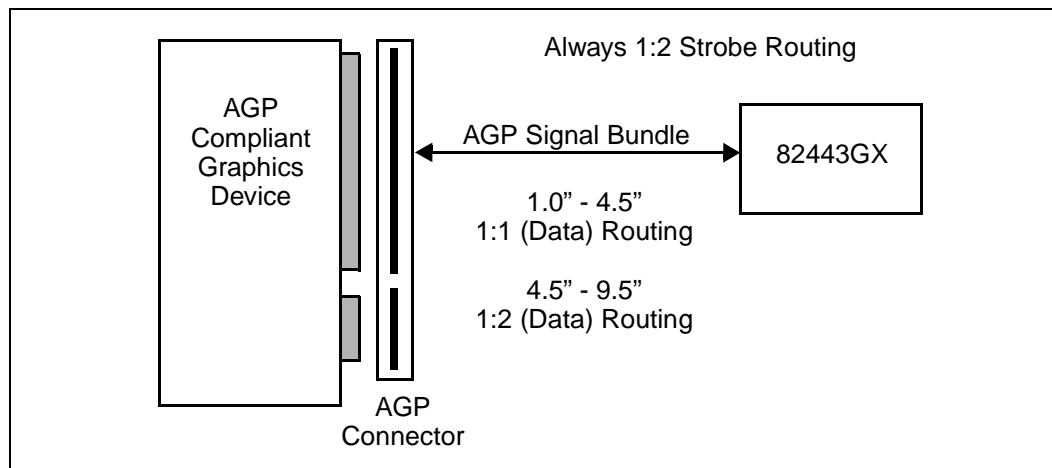 Always 1:2 Strobe Routing
AGP
Compliant
Graphics
Device
AGP Signal Bundle
82443GX
1.0” - 4.5”
1:1 (Data) Routing
4.5” - 9.5”
1:2 (Data) Routing
AGP
Connector